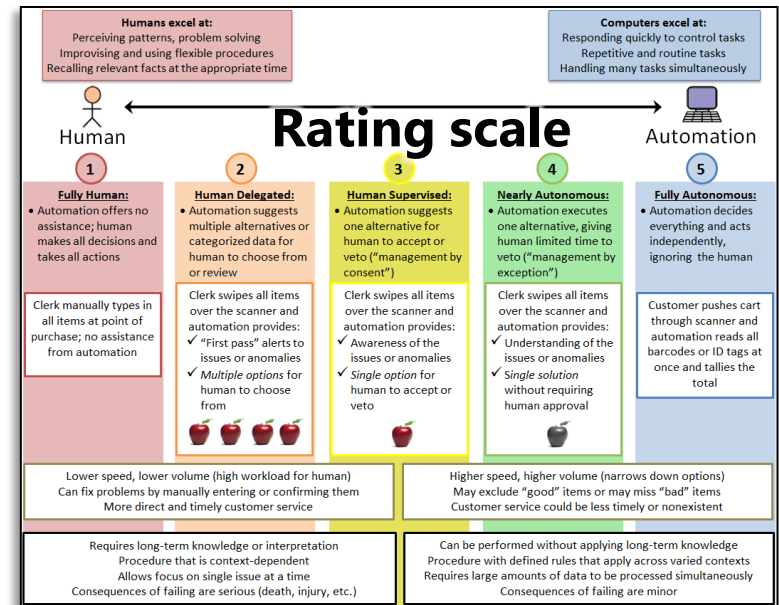 Humans excel at:
Perceiving patterns, problem solving
Improvising and using flexible procedures
Recalling relevant facts at the appropriate time
Computers excel at:
Responding quickly to control tasks
Repetitive and routine tasks
Handling many tasks simultaneously
Human
Rating scale
Automation
1
2
3
4
5
Fully Human:
• Automation offers no
assistance; human
makes all decisions and
takes all actions
Clerk manually types in
all items at point of
purchase; no assistance
from automation
Human Delegated:
• Automation suggests
multiple alternatives or
categorized data for
human to choose from
or review
Clerk swipes all items
over the scanner and
automation provides:
✓ “First pass” alerts to
issues or anomalies
✓ Multiple options for
human to choose
from
Human Supervised:
• Automation suggests
one alternative for
human to accept or
veto (“management by
consent”)
Clerk swipes all items
over the scanner and
automation provides:
✓ Awareness of the
issues or anomalies
✓ Single option for
human to accept or
veto
Nearly Autonomous:
• Automation executes
one alternative, giving
human limited time to
veto (“management by
exception”)
Clerk swipes all items
over the scanner and
automation provides:
✓ Understanding of the
issues or anomalies
✓ Single solution
without requiring
human approval
Fully Autonomous:
• Automation decides
everything and acts
independently,
ignoring the human
Customer pushes cart
through scanner and
automation reads all
barcodes or ID tags at
once and tallies the
total
Lower speed, lower volume (high workload for human)
Can fix problems by manually entering or confirming them
More direct and timely customer service
Higher speed, higher volume (narrows down options)
May exclude “good” items or may miss “bad” items
Customer service could be less timely or nonexistent
Requires long-term knowledge or interpretation
Procedure that is context-dependent
Allows focus on single issue at a time
Consequences of failing are serious (death, injury, etc.)
Can be performed without applying long-term knowledge
Procedure with defined rules that apply across varied contexts
Requires large amounts of data to be processed simultaneously
Consequences of failing are minor